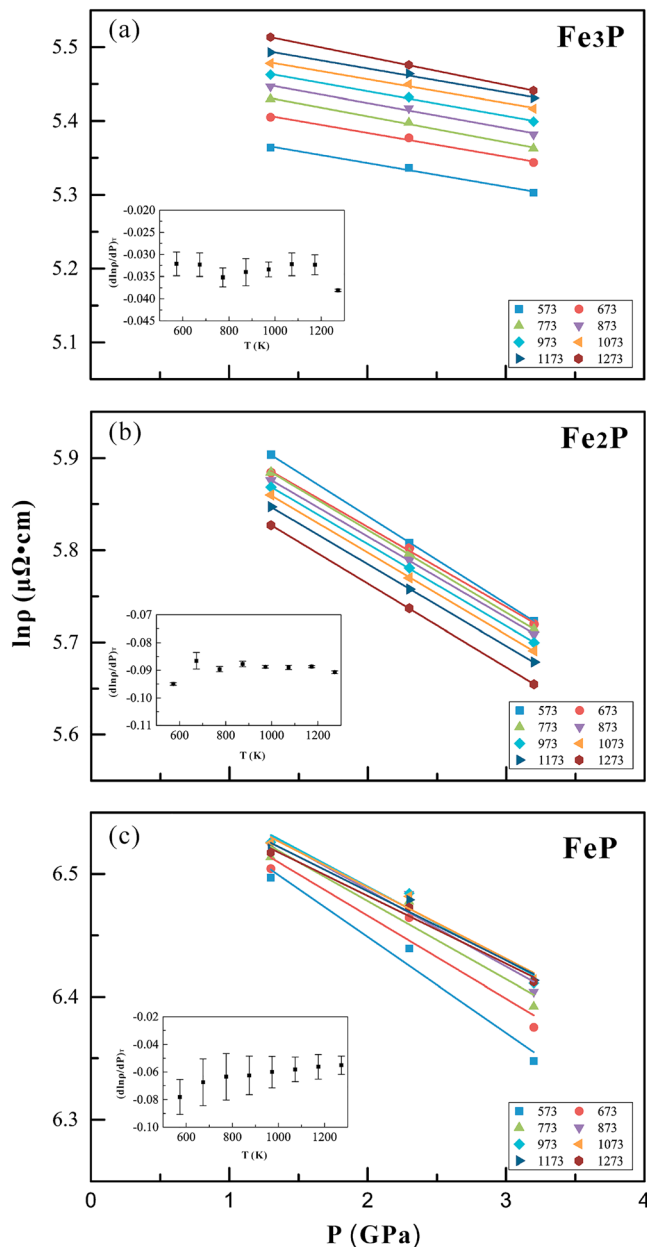 (a) Fe3P
5.5
5.4
5.3
5.2
5.1
-0.020
-0.025
-0.030
-0.035
-0.040
-0.045
(dlnρ/dP)T
600 800 1000 1200
T (K)
573 673
773 873
973 1073
1173 1273
(b) Fe2P
5.9
5.8
5.7
5.6
lnρ (μΩ•cm)
-0.07
-0.08
-0.09
-0.10
-0.11
(dlnρ/dP)T
600 800 1000 1200
T (K)
573 673
773 873
973 1073
1173 1273
(c) FeP
6.5
6.4
6.3
-0.02
-0.04
-0.06
-0.08
-0.10
(dlnρ/dP)T
600 800 1000 1200
T (K)
573 673
773 873
973 1073
1173 1273
0 1 2 3 4
P (GPa)